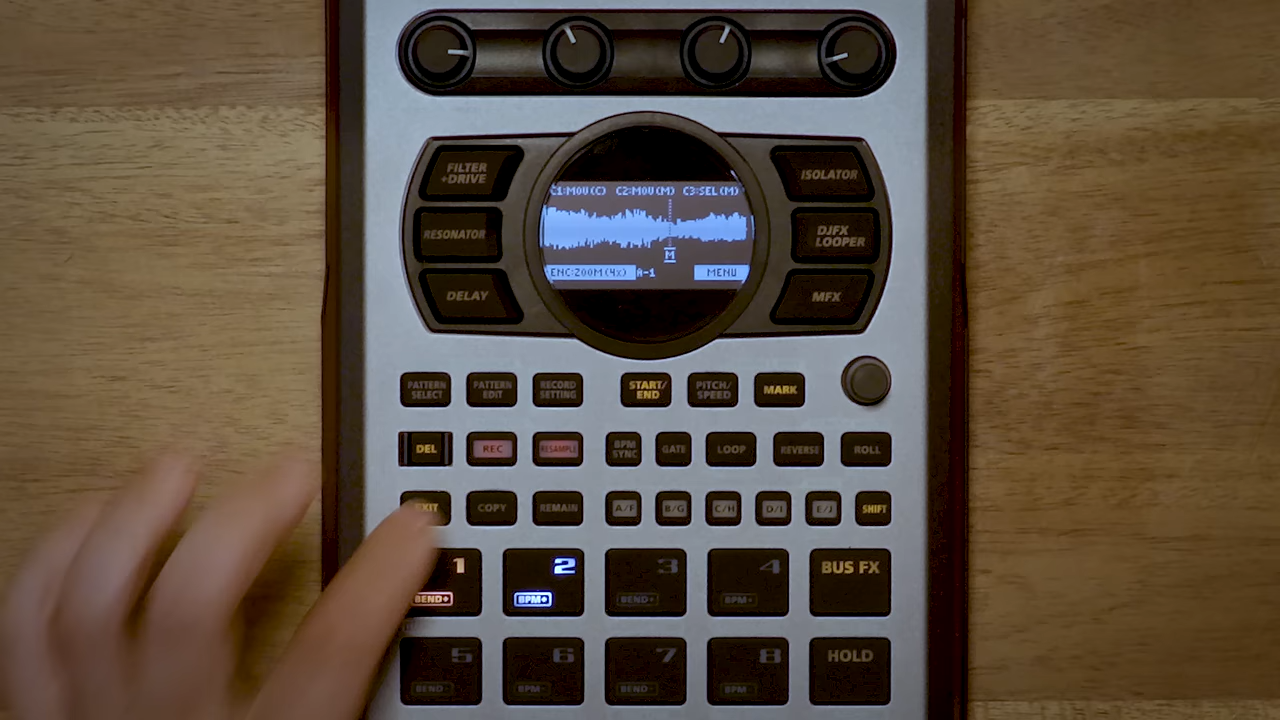 C1:MOV(C) C2:MOV(M) C3:SEL(M)
M
ENC:ZOOM(4x) A-1 MENU
FILTER
+DRIVE
RESONATOR
DELAY
ISOLATOR
DJFX
LOOPER
MFX
PATTERN
SELECT
PATTERN
EDIT
RECORD
SETTING
START/
END
PITCH/
SPEED
MARK
DEL
REC
RESAMPLE
BPM
SYNC
GATE
LOOP
REVERSE
ROLL
EXIT
COPY
REMAIN
A/F
B/G
C/H
D/I
E/J
SHIFT
1
BEND+
2
BPM+
3
BEND+
4
BPM+
BUS FX
5
BEND-
6
BPM-
7
BEND-
8
BPM-
HOLD